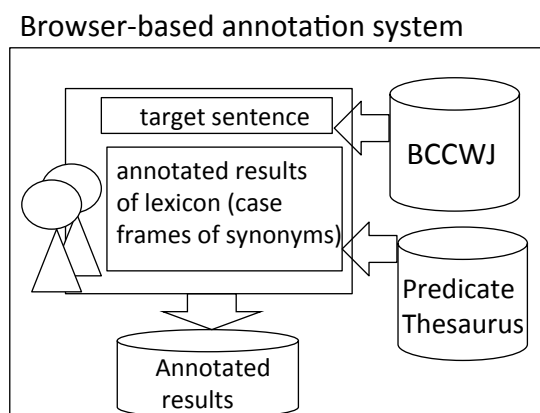 Browser-based annotation system
target sentence
BCCWJ
annotated results
of lexicon (case
frames of synonyms)
Predicate
Thesaurus
Annotated
results